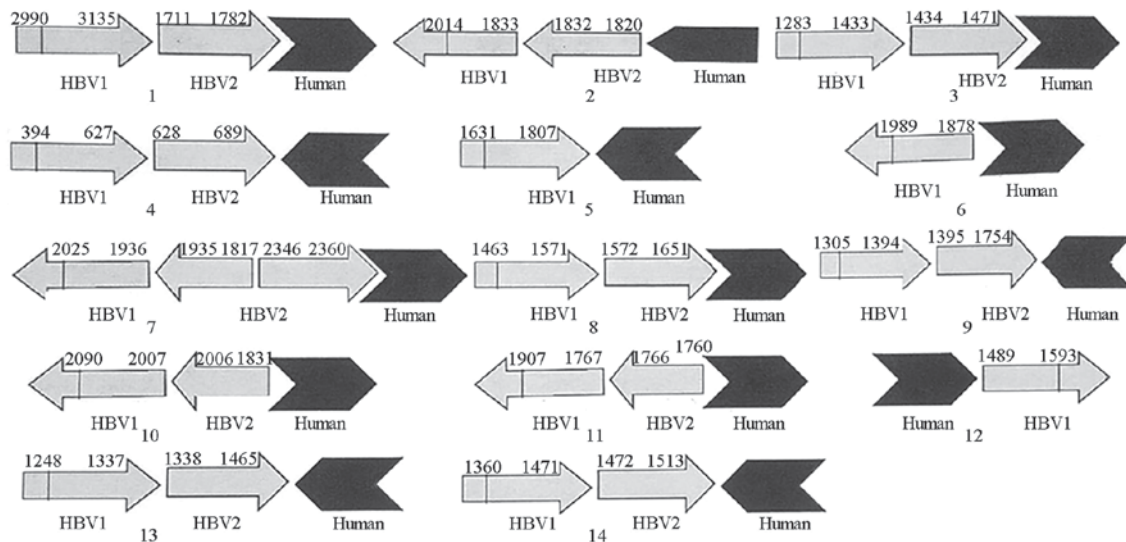 2990 3135 1711 1782
HBV1 HBV2 Human
1
2014 1833 1832 1820
HBV1 HBV2 Human
2
1283 1433 1434 1471
HBV1 HBV2 Human
3
394 627 628 689
HBV1 HBV2 Human
4
1631 1807
HBV1 Human
5
1989 1878
HBV1 Human
6
2025 1936 1935 1817 2346 2360
HBV1 HBV2 Human
7
1463 1571 1572 1651
HBV1 HBV2 Human
8
1305 1394 1395 1754
HBV1 HBV2 Human
9
2090 2007 2006 1831
HBV1 HBV2 Human
10
1907 1767 1766 1760
HBV1 HBV2 Human
11
1489 1593
Human HBV1
12
1248 1337 1338 1465
HBV1 HBV2 Human
13
1360 1471 1472 1513
HBV1 HBV2 Human
14